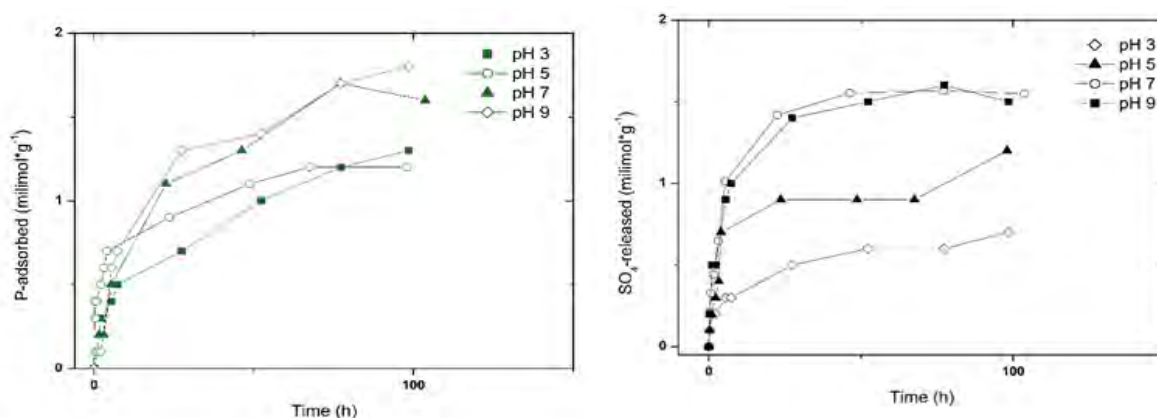 2
1
0
P-adsorbed (milimol*g⁻¹)
0
100
Time (h)
pH 3
pH 5
pH 7
pH 9
2
1
0
SO₄-released (milimol*g⁻¹)
0
100
Time (h)
pH 3
pH 5
pH 7
pH 9